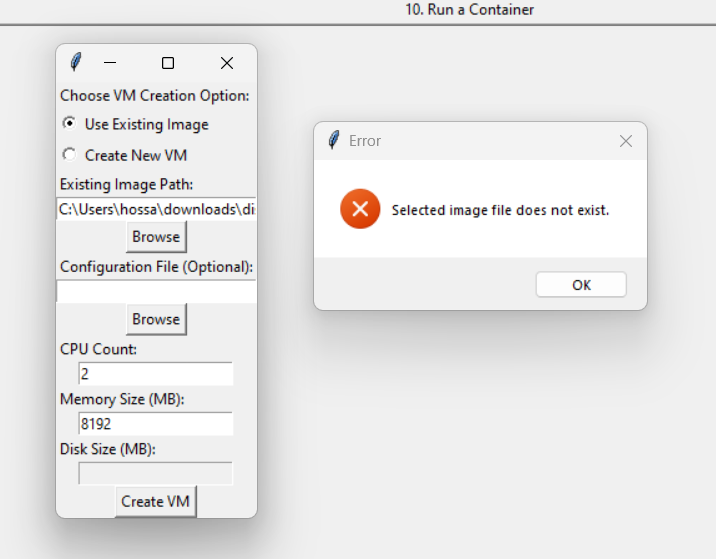 10. Run a Container
Choose VM Creation Option:
Use Existing Image
Create New VM
Existing Image Path:
C:\Users\hossa\downloads\di
Browse
Configuration File (Optional):
Browse
CPU Count:
2
Memory Size (MB):
8192
Disk Size (MB):
Create VM
Error
Selected image file does not exist.
OK